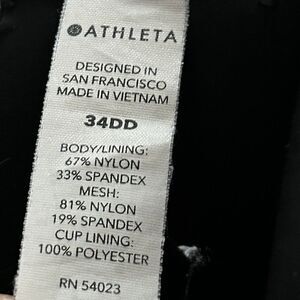 ATHLETA
DESIGNED IN
SAN FRANCISCO
MADE IN VIETNAM
34DD
BODY/LINING:
67% NYLON
33% SPANDEX
MESH:
81% NYLON
19% SPANDEX
CUP LINING:
100% POLYESTER
RN 54023